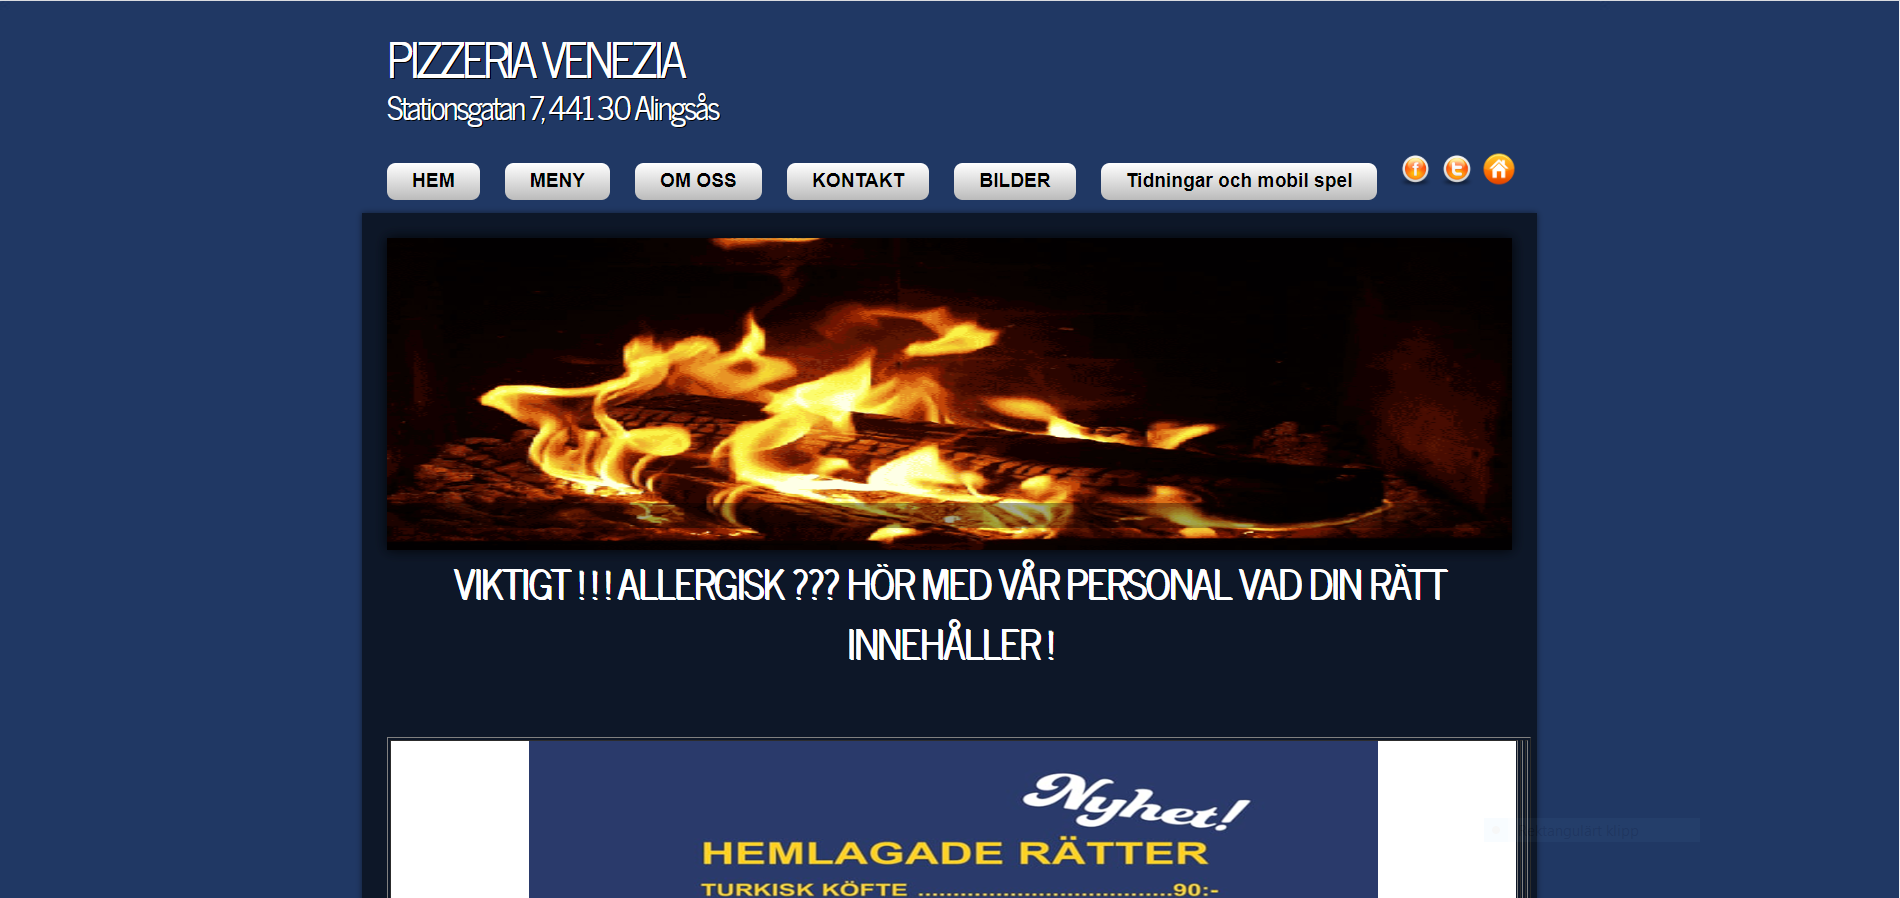 PIZZERIA VENEZIA
Stationsgatan 7, 441 30 Alingsås
HEM
MENY
OM OSS
KONTAKT
BILDER
Tidningar och mobil spel
VIKTIGT ! ! ! ALLERGISK ??? HÖR MED VÅR PERSONAL VAD DIN RÄTT
INNEHÅLLER !
Nyhet!
HEMLAGADE RÄTTER
TURKISK KÖFTE ....................................90:-